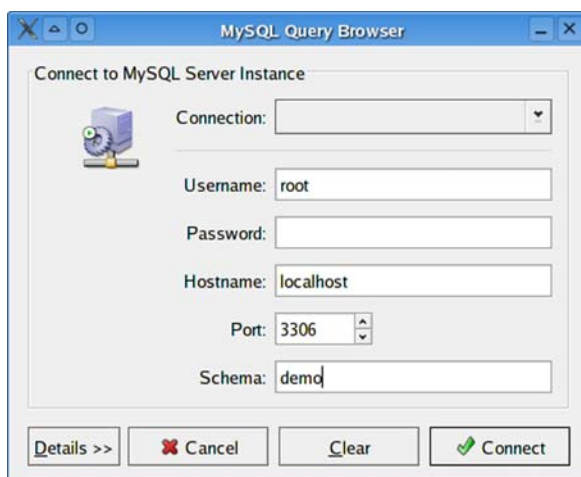 MySQL Query Browser
Connect to MySQL Server Instance
Connection:
Username: root
Password:
Hostname: localhost
Port: 3306
Schema: demo
Details >> Cancel Clear Connect